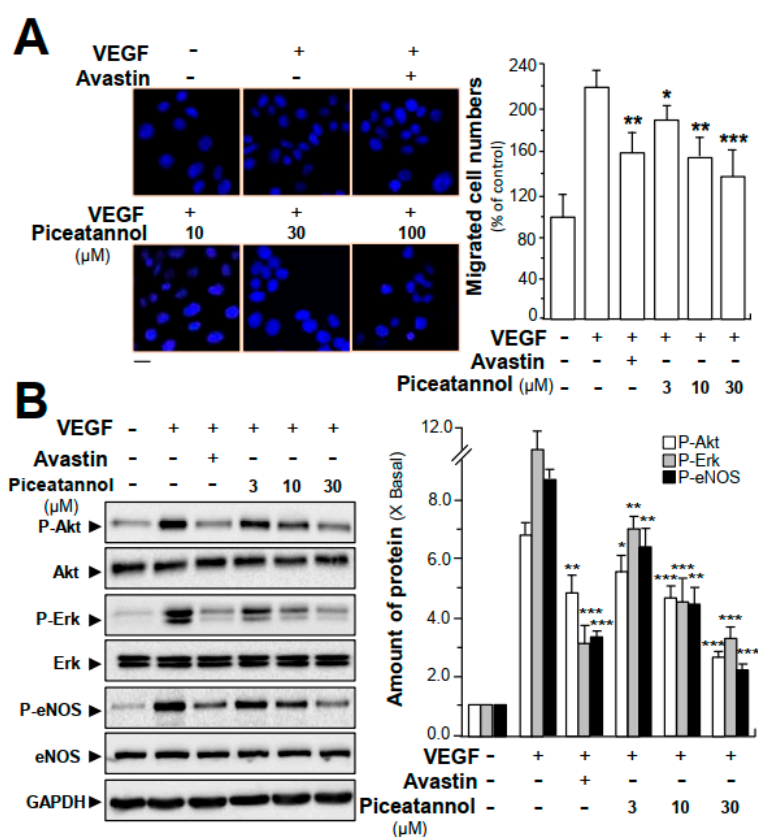 A
VEGF - + +
Avastin - - +
VEGF + + +
Piceatannol 10 30 100
(µM)
Migrated cell numbers
(% of control)
240
200
160
120
80
40
0
* ** ** ***
VEGF - + + + + +
Avastin - - + - - -
Piceatannol (µM) - - - 3 10 30
B
VEGF - + + + + +
Avastin - - + - - -
Piceatannol - - - 3 10 30
(µM)
P-Akt
Akt
P-Erk
Erk
P-eNOS
eNOS
GAPDH
Amount of protein (X Basal)
12.0
8.0
6.0
4.0
2.0
0.0
P-Akt
P-Erk
P-eNOS
** *** ***
* ** **
*** *** **
*** *** ***
VEGF - + + + + +
Avastin - - + - - -
Piceatannol - - - 3 10 30
(µM)